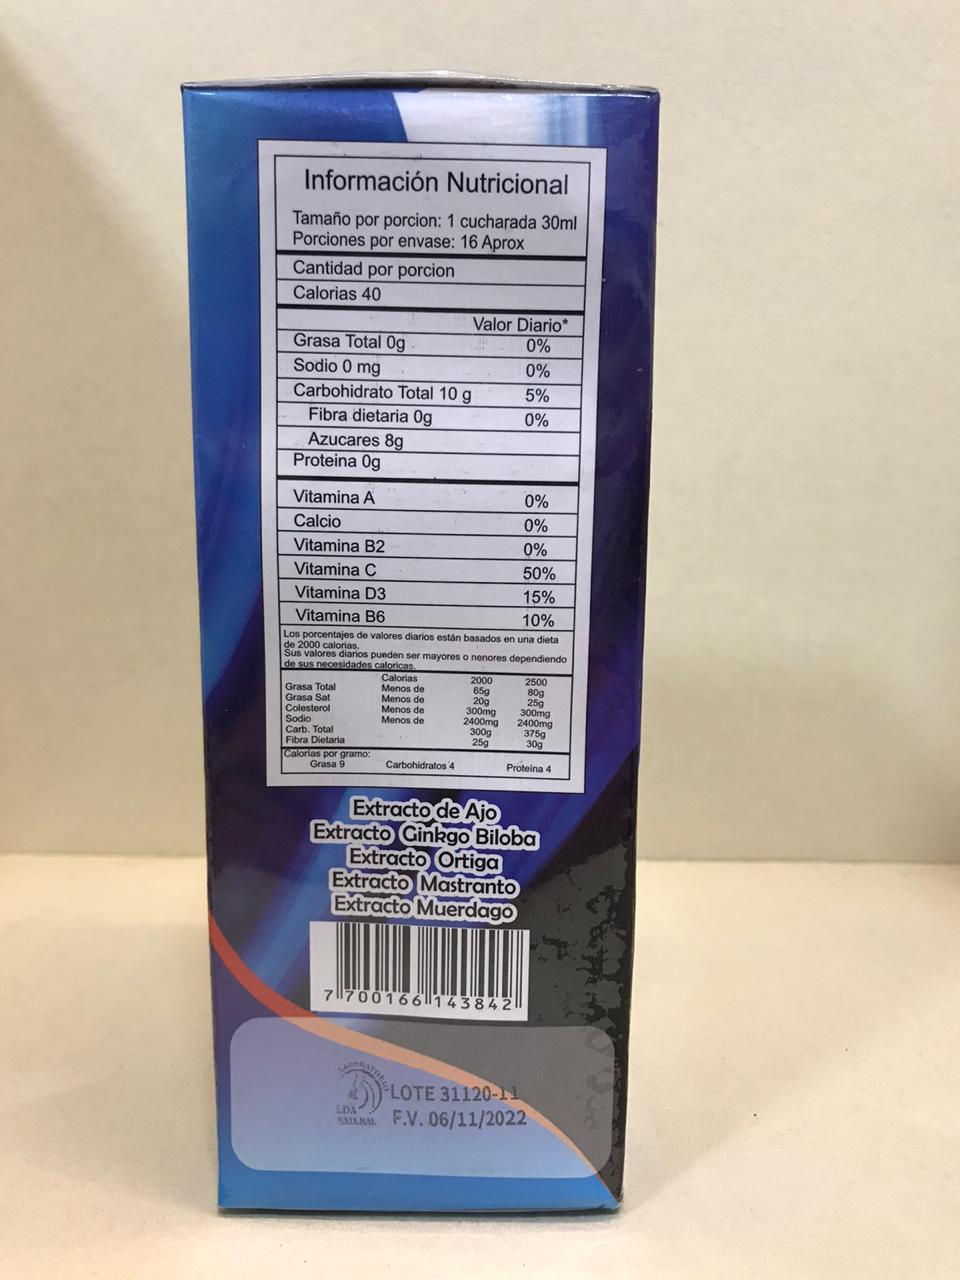 Información Nutricional
Tamaño por porcion: 1 cucharada 30ml
Porciones por envase: 16 Aprox
Cantidad por porcion
Calorias 40
Valor Diario*
Grasa Total 0g 0%
Sodio 0 mg 0%
Carbohidrato Total 10 g 5%
Fibra dietaria 0g 0%
Azucares 8g
Proteina 0g
Vitamina A 0%
Calcio 0%
Vitamina B2 0%
Vitamina C 50%
Vitamina D3 15%
Vitamina B6 10%
Los porcentajes de valores diarios están basados en una dieta
de 2000 calorias.
Sus valores diarios pueden ser mayores o nenores dependiendo
de sus necesidades caloricas.
Calorias 2000 2500
Grasa Total Menos de 65g 80g
Grasa Sat Menos de 20g 25g
Colesterol Menos de 300mg 300mg
Sodio Menos de 2400mg 2400mg
Carb. Total 300g 375g
Fibra Dietaria 25g 30g
Calorias por gramo:
Grasa 9 Carbohidratos 4 Proteina 4
Extracto de Ajo
Extracto Ginkgo Biloba
Extracto Ortiga
Extracto Mastranto
Extracto Muerdago
7 700166 143842
LABORATORIO
LDA
NATURAL
LOTE 31120-11
F.V. 06/11/2022